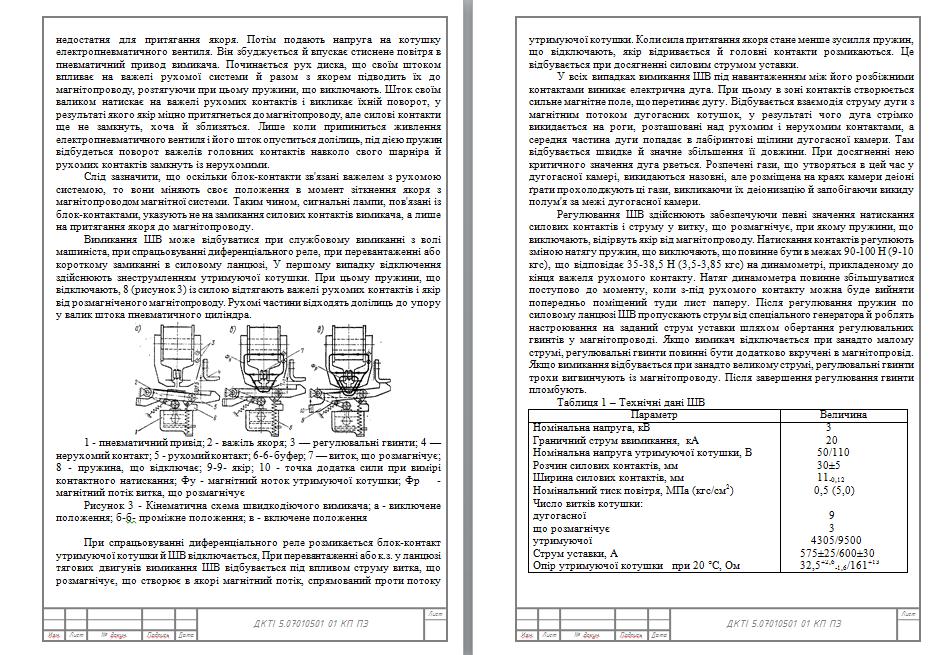 недостатня для притягання якоря. Потім подають напруга на котушку
електропневматичного вентиля. Він збуджується й впускає стиснене повітря в
пневматичний привод вимикача. Починається рух диска, що своїм штоком
впливає на важелі рухомої системи й разом з якорем підводить їх до
магнітопроводу, розтягуючи при цьому пружини, що виключають. Шток своїм
валиком натискає на важелі рухомих контактів і викликає їхній поворот, у
результаті якого якір міцно притягнеться до магнітопроводу, але силові контакти
ще не замкнуть, хоча й зблизяться. Лише коли припиниться живлення
електропневматичного вентиля і його шток опуститься долілиць, під дією пружин
відбудеться поворот важелів головних контактів навколо свого шарніра й
рухомих контаків замкнуть із нерухомими.
Слід зазначити, що оскільки блок-контакти зв'язані важелем з рухомою
системою, то вони міняють своє положення в момент зіткнення якоря з
магнітопроводом магнітної системи. Таким чином, сигнальні лампи, пов'язані із
блок-контактами, указують не на замикання силових контактів вимикача, а лише
на притягання якоря до магнітопроводу.
Вимикання ШВ може відбуватися при службовому вимиканні з волі
машиніста, при спрацьовуванні диференціального реле, при перевантаженні або
короткому замиканні в силовому ланцюзі, У першому випадку відключення
здійснюють знеструмленням утримуючої котушки. При цьому пружини, що
відключають, 8 (рисунок 3) із силою відтягають важелі рухомих контактів і якір
від розмагніченого магнітопроводу. Рухомі частини відходять долілиць до упору
у валик штока пневматичного циліндра.
а) б) в)
1 - пневматичний привід; 2 - важіль якоря; 3 — регулювальні гвинти; 4 —
нерухомий контакт; 5 - рухомий контакт; 6-6-буфер; 7 — виток, що розмагнічує;
8 - пружина, що відключає; 9-9- якір; 10 - точка додатка сили при вимірі
контактного натискання; Фу - магнітний ноток утримуючої котушки; Фр -
магнітний потік витка, що розмагнічує
Рисунок 3 - Кінематична схема швидкодіючого вимикача; а - виключене
положення; б-б- проміжне положення; в - включене положення
При спрацьовуванні диференціального реле розмикається блок-контакт
утримуючої котушки й ШВ відключається, При перевантаженні або к.з. у ланцюзі
тягових двигунів вимикання ШВ відбувається під впливом струму витка, що
розмагнічує, що створює в якорі магнітний потік, спрямований проти потоку
Изм. Лист № докум. Подпись Дата
ДКТІ 5.07010501 01 КП ПЗ
Лист
утримуючої котушки. Коли сила притягання якоря стане менше зусилля пружин,
що відключають, якір відривається й головні контакти розмикаються. Це
відбувається при досягненні силовим струмом уставки.
У всіх випадках вимикання ШВ під навантаженням між його розбіжними
контактами виникає електрична дуга. При цьому в зоні контактів створюється
сильне магнітне поле, що перетинає дугу. Відбувається взаємодія струму дуги з
магнітним потоком дугогасних котушок, у результаті чого дуга стрімко
викидається на роги, розташовані над рухомим і нерухомим контактами, а
середня частина дуги попадає в лабіринтові щілини дугогасної камери. Там
відбувається швидке й значне збільшення її довжини. При досягненні нею
критичного значення дуга рветься. Розпечені гази, що утворяться в цей час у
дугогасної камері, викидаються назовні, але розміщена на краях камери деіоні
ґрати прохолоджують ці гази, викликаючи їх деіонизацію й запобігаючи викиду
полум'я за межі дугогасної камери.
Регулювання ШВ здійснюють забезпечуючи певні значення натискання
силових контактів і струму у витку, що розмагнічує, при якому пружини, що
виключають, відірвуть якір від магнітопроводу. Натискання контактів регулюють
зміною натягу пружин, що виключають, що повинне бути в межах 90-100 Н (9-10
кгс), що відповідає 35-38,5 Н (3,5-3,85 кгс) на динамометрі, прикладеному до
кінця важеля рухомого контакту. Натяг динамометра повинне збільшуватися
поступово до моменту, коли з-під рухомого контакту можна буде вийняти
попередньо поміщений туди лист паперу. Після регулювання пружин по
силовому ланцюзі ШВ пропускають струм від спеціального генератора й роблять
настроювання на заданий струм уставки шляхом обертання регулювальних
гвинтів у магнітопроводі. Якщо вимикач відключається при занадто малому
струмі, регулювальні гвинти повинні бути додатково вкручені в магнітопровід.
Якщо вимикання відбувається при занадто великому струмі, регулювальні гвинти
трохи вигвинчують із магнітопроводу. Після завершення регулювання гвинти
пломбують.
Таблиця 1 – Технічні дані ШВ
Параметр Величина
Номінальна напруга, кВ 3
Граничний струм ввимикання, кА 20
Номінальна напруга утримуючої котушки, В 50/110
Розчин силових контактів, мм 30±5
Ширина силових контактів, мм 11-0,12
Номінальний тиск повітря, МПа (кгс/см²) 0,5 (5,0)
Число витків котушки:
дугогасної 9
що розмагнічує 3
утримуючої 4305/9500
Струм уставки, А 575±25/600±30
Опір утримуючої котушки при 20 °С, Ом 32,5+2,6-1,6/161+13
Изм. Лист № докум. Подпись Дата
ДКТІ 5.07010501 01 КП ПЗ
Лист